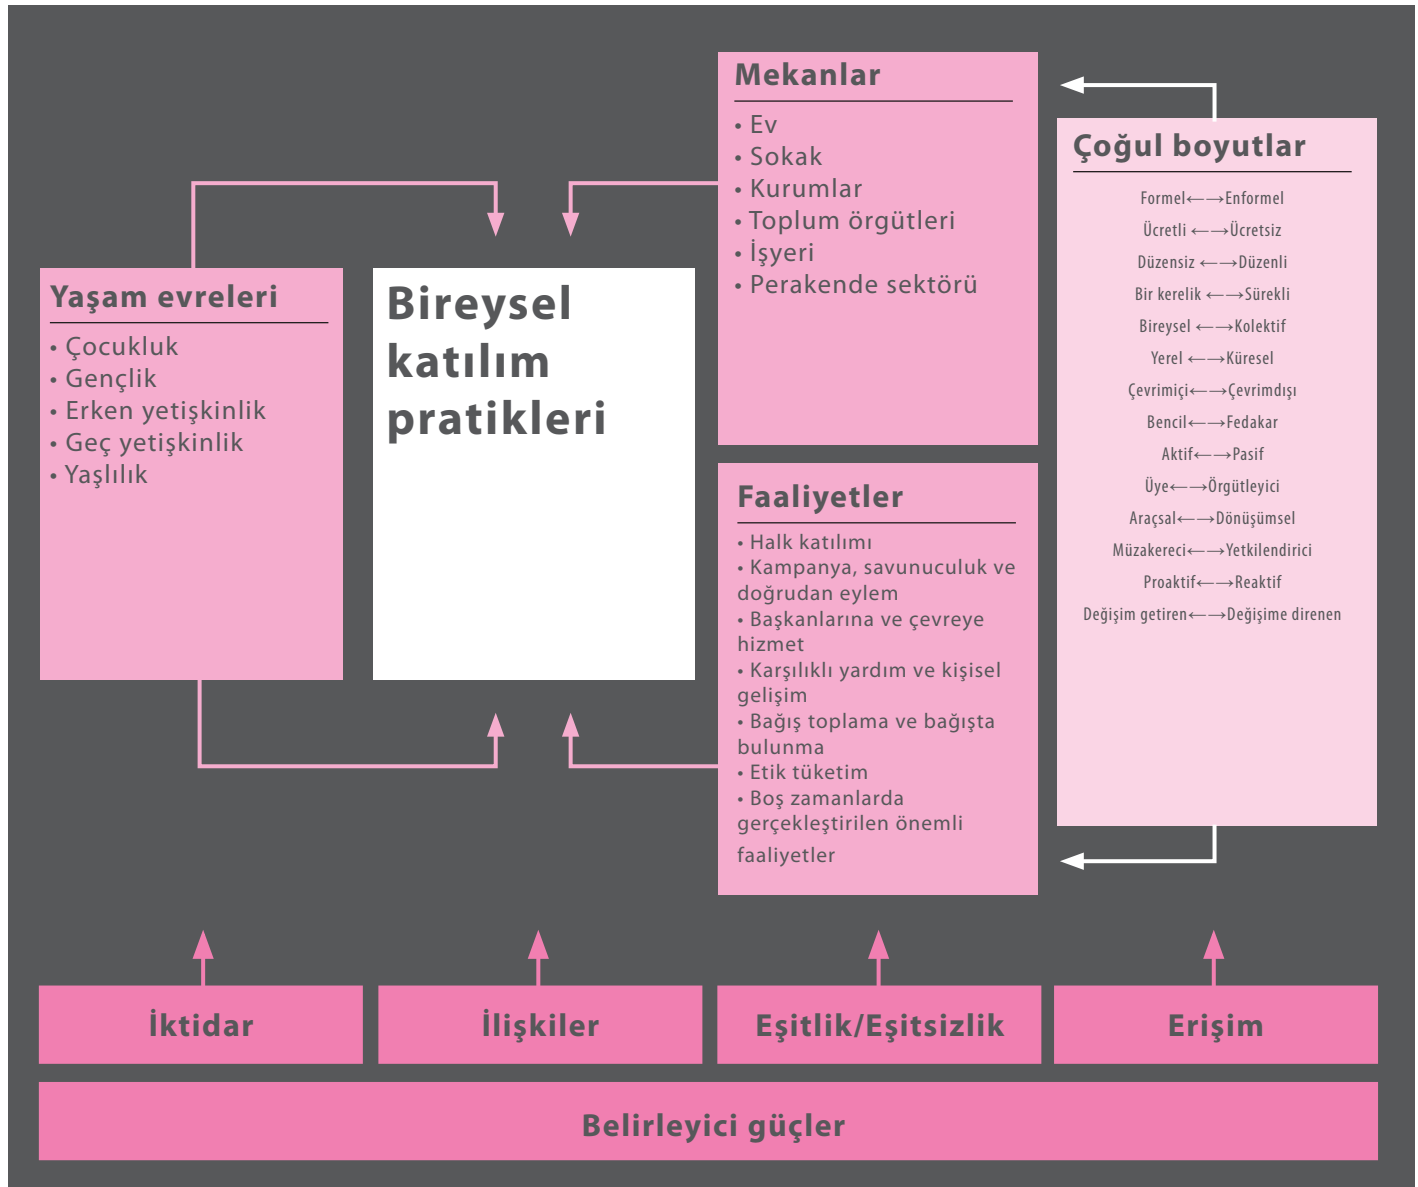 Mekanlar
• Ev
• Sokak
• Kurumlar
• Toplum örgütleri
• İşyeri
• Perakende sektörü
Çoğul boyutlar
Formel←→Enformel
Ücretli ←→Ücretsiz
Düzensiz ←→Düzenli
Bir kerelik ←→Sürekli
Bireysel ←→Kolektif
Yerel ←→Küresel
Çevrimiçi←→Çevrimdışı
Bencil←→Fedakar
Aktif←→Pasif
Üye←→Örgütleyici
Araçsal←→Dönüşümsel
Müzakereci←→Yetkilendirici
Proaktif←→Reaktif
Değişim getiren←→Değişime direnen
Yaşam evreleri
• Çocukluk
• Gençlik
• Erken yetişkinlik
• Geç yetişkinlik
• Yaşlılık
Bireysel
katılım
pratikleri
Faaliyetler
• Halk katılımı
• Kampanya, savunuculuk ve
doğrudan eylem
• Başkanlarına ve çevreye
hizmet
• Karşılıklı yardım ve kişisel
gelişim
• Bağış toplama ve bağışta
bulunma
• Etik tüketim
• Boş zamanlarda
gerçekleştirilen önemli
faaliyetler
İktidar
İlişkiler
Eşitlik/Eşitsizlik
Erişim
Belirleyici güçler